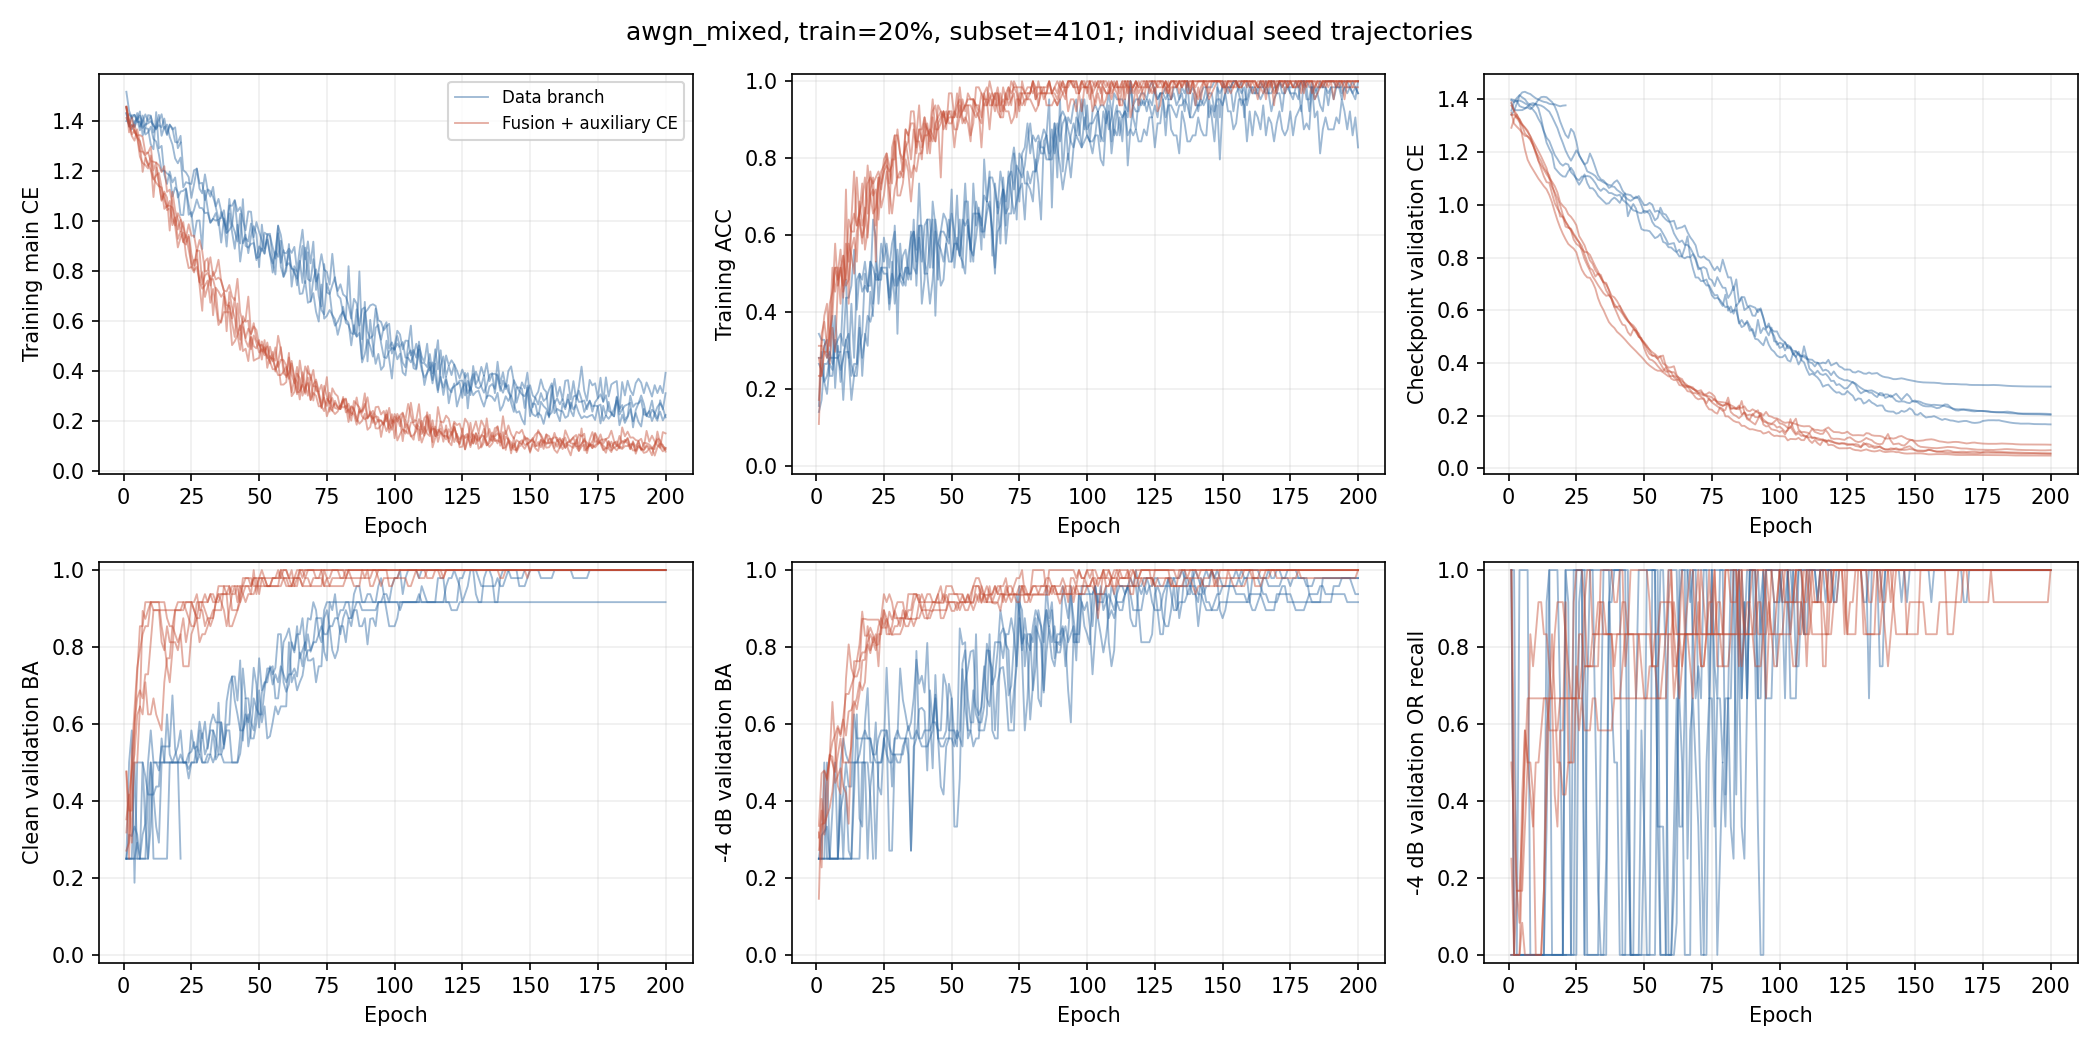 awgn_mixed, train=20%, subset=4101; individual seed trajectories
Training main CE
1.4
1.2
1.0
0.8
0.6
0.4
0.2
0.0
Data branch
Fusion + auxiliary CE
0 25 50 75 100 125 150 175 200
Epoch
Training ACC
1.0
0.8
0.6
0.4
0.2
0.0
0 25 50 75 100 125 150 175 200
Epoch
Checkpoint validation CE
1.4
1.2
1.0
0.8
0.6
0.4
0.2
0.0
0 25 50 75 100 125 150 175 200
Epoch
Clean validation BA
1.0
0.8
0.6
0.4
0.2
0.0
0 25 50 75 100 125 150 175 200
Epoch
-4 dB validation BA
1.0
0.8
0.6
0.4
0.2
0.0
0 25 50 75 100 125 150 175 200
Epoch
-4 dB validation OR recall
1.0
0.8
0.6
0.4
0.2
0.0
0 25 50 75 100 125 150 175 200
Epoch